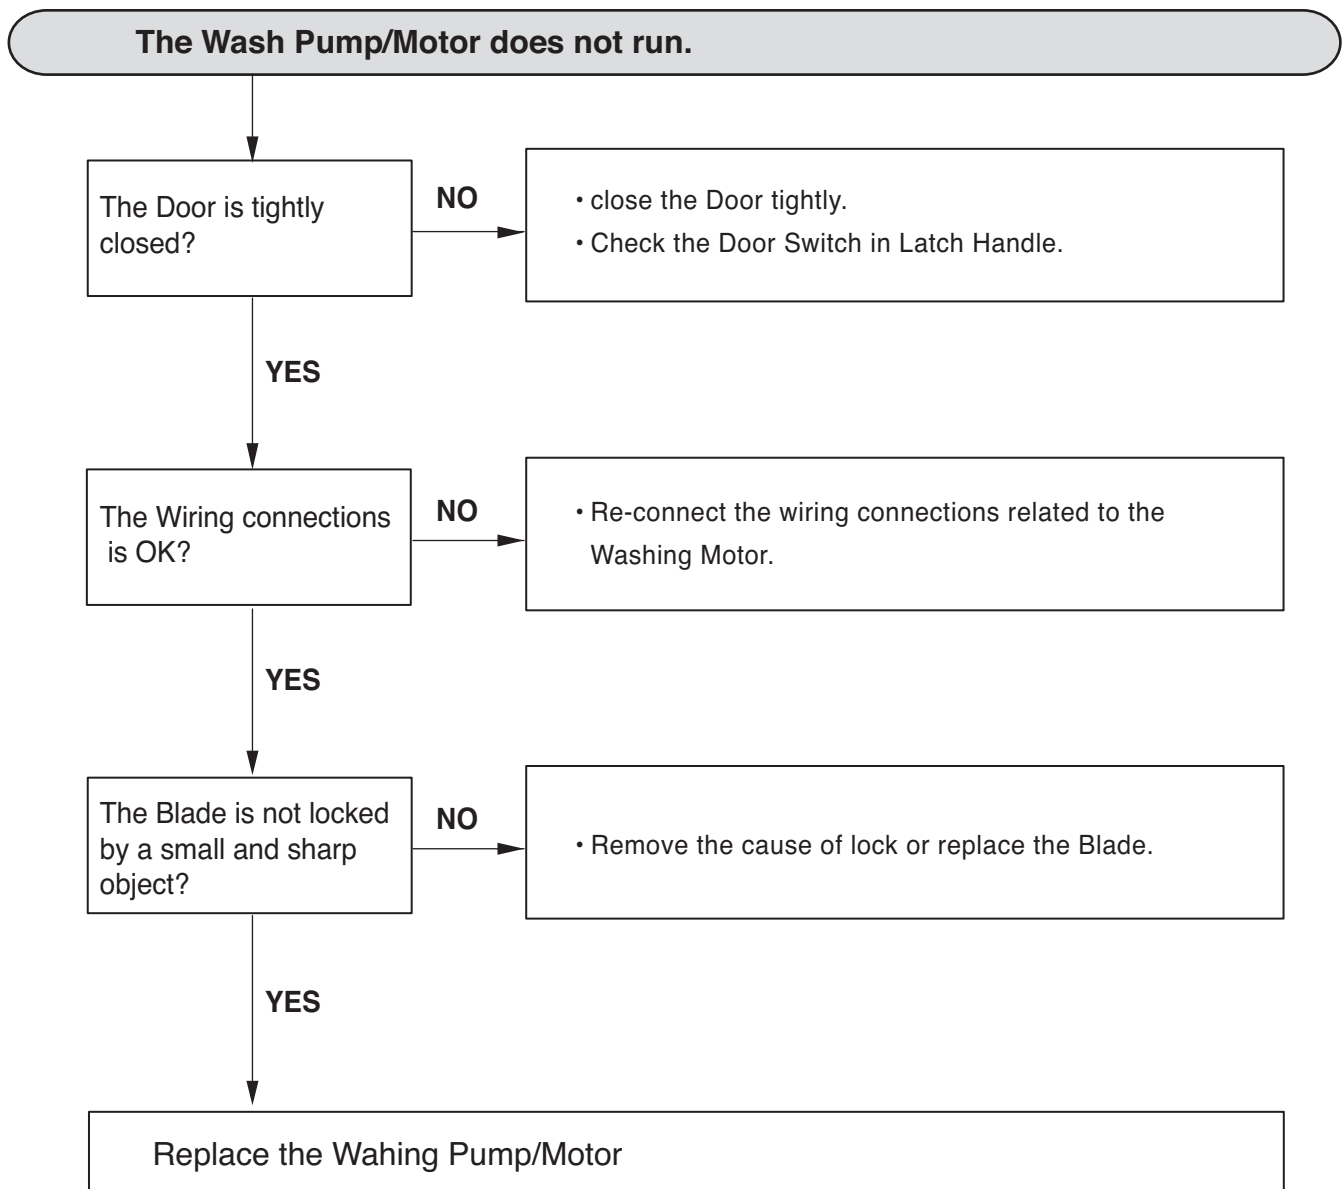 The Wash Pump/Motor does not run.
The Door is tightly
closed?
NO
• close the Door tightly.
• Check the Door Switch in Latch Handle.
YES
The Wiring connections
is OK?
NO
• Re-connect the wiring connections related to the
Washing Motor.
YES
The Blade is not locked
by a small and sharp
object?
NO
• Remove the cause of lock or replace the Blade.
YES
Replace the Wahing Pump/Motor